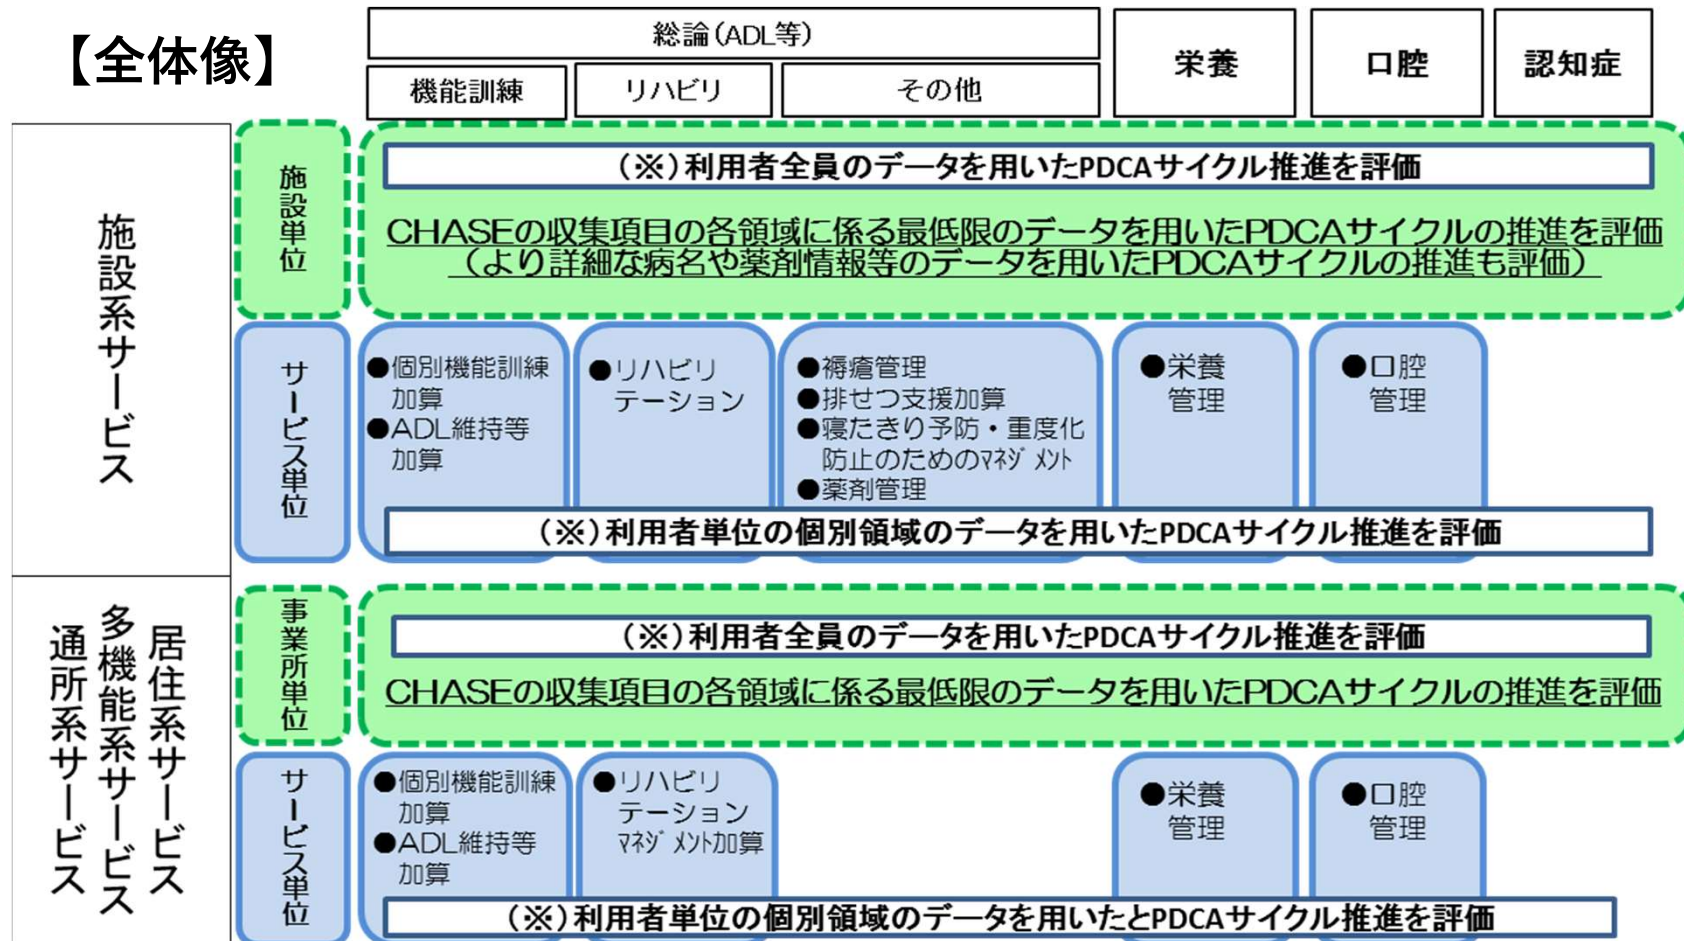 【全体像】
総論(ADL等)
機能訓練
リハビリ
その他
栄養
口腔
認知症
施設系サービス
施設単位
(※)利用者全員のデータを用いたPDCAサイクル推進を評価
CHASEの収集項目の各領域に係る最低限のデータを用いたPDCAサイクルの推進を評価
(より詳細な病名や薬剤情報等のデータを用いたPDCAサイクルの推進も評価)
サービス単位
●個別機能訓練
加算
●ADL維持等
加算
●リハビリ
テーション
●褥瘡管理
●排せつ支援加算
●寝たきり予防・重度化
防止のためのﾏﾈｼﾞﾒﾝﾄ
●薬剤管理
●栄養
管理
●口腔
管理
(※)利用者単位の個別領域のデータを用いたPDCAサイクル推進を評価
居住系サービス
多機能系サービス
通所系サービス
事業所単位
(※)利用者全員のデータを用いたPDCAサイクル推進を評価
CHASEの収集項目の各領域に係る最低限のデータを用いたPDCAサイクルの推進を評価
サービス単位
●個別機能訓練
加算
●ADL維持等
加算
●リハビリ
テーション
ﾏﾈｼﾞﾒﾝﾄ加算
●栄養
管理
●口腔
管理
(※)利用者単位の個別領域のデータを用いたとPDCAサイクル推進を評価